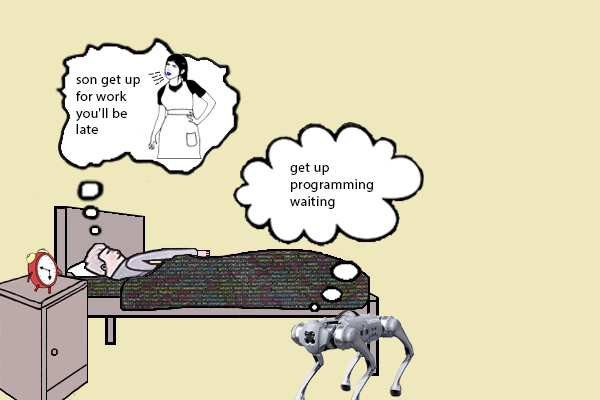 son get up
for work
you'll be
late
get up
programming
waiting